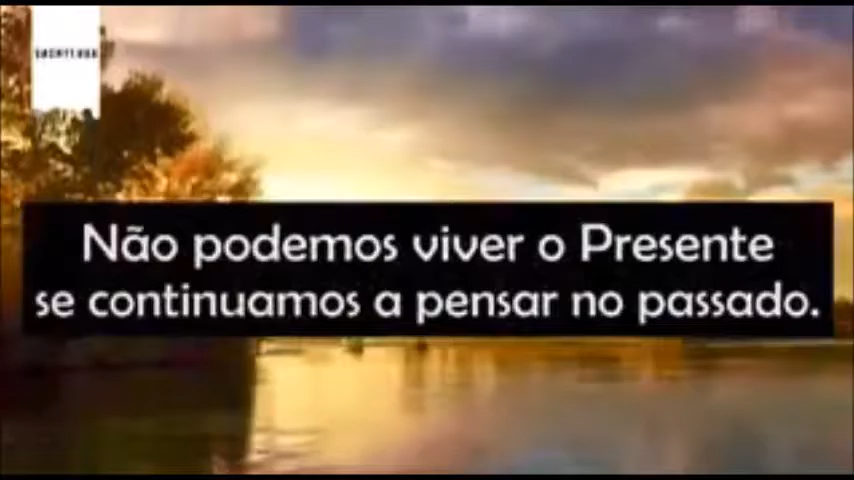 Não podemos viver o Presente
se continuamos a pensar no passado.